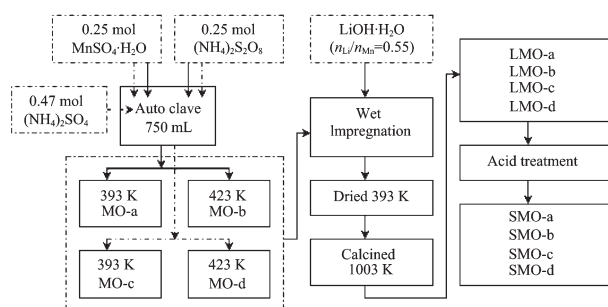 0.25 mol
MnSO₄·H₂O
0.25 mol
(NH₄)₂S₂O₈
0.47 mol
(NH₄)₂SO₄
Auto clave
750 mL
393 K
MO-a
423 K
MO-b
393 K
MO-c
423 K
MO-d
LiOH·H₂O
(nLi/nMn=0.55)
Wet
Impregnation
Dried 393 K
Calcined
1003 K
LMO-a
LMO-b
LMO-c
LMO-d
Acid treatment
SMO-a
SMO-b
SMO-c
SMO-d